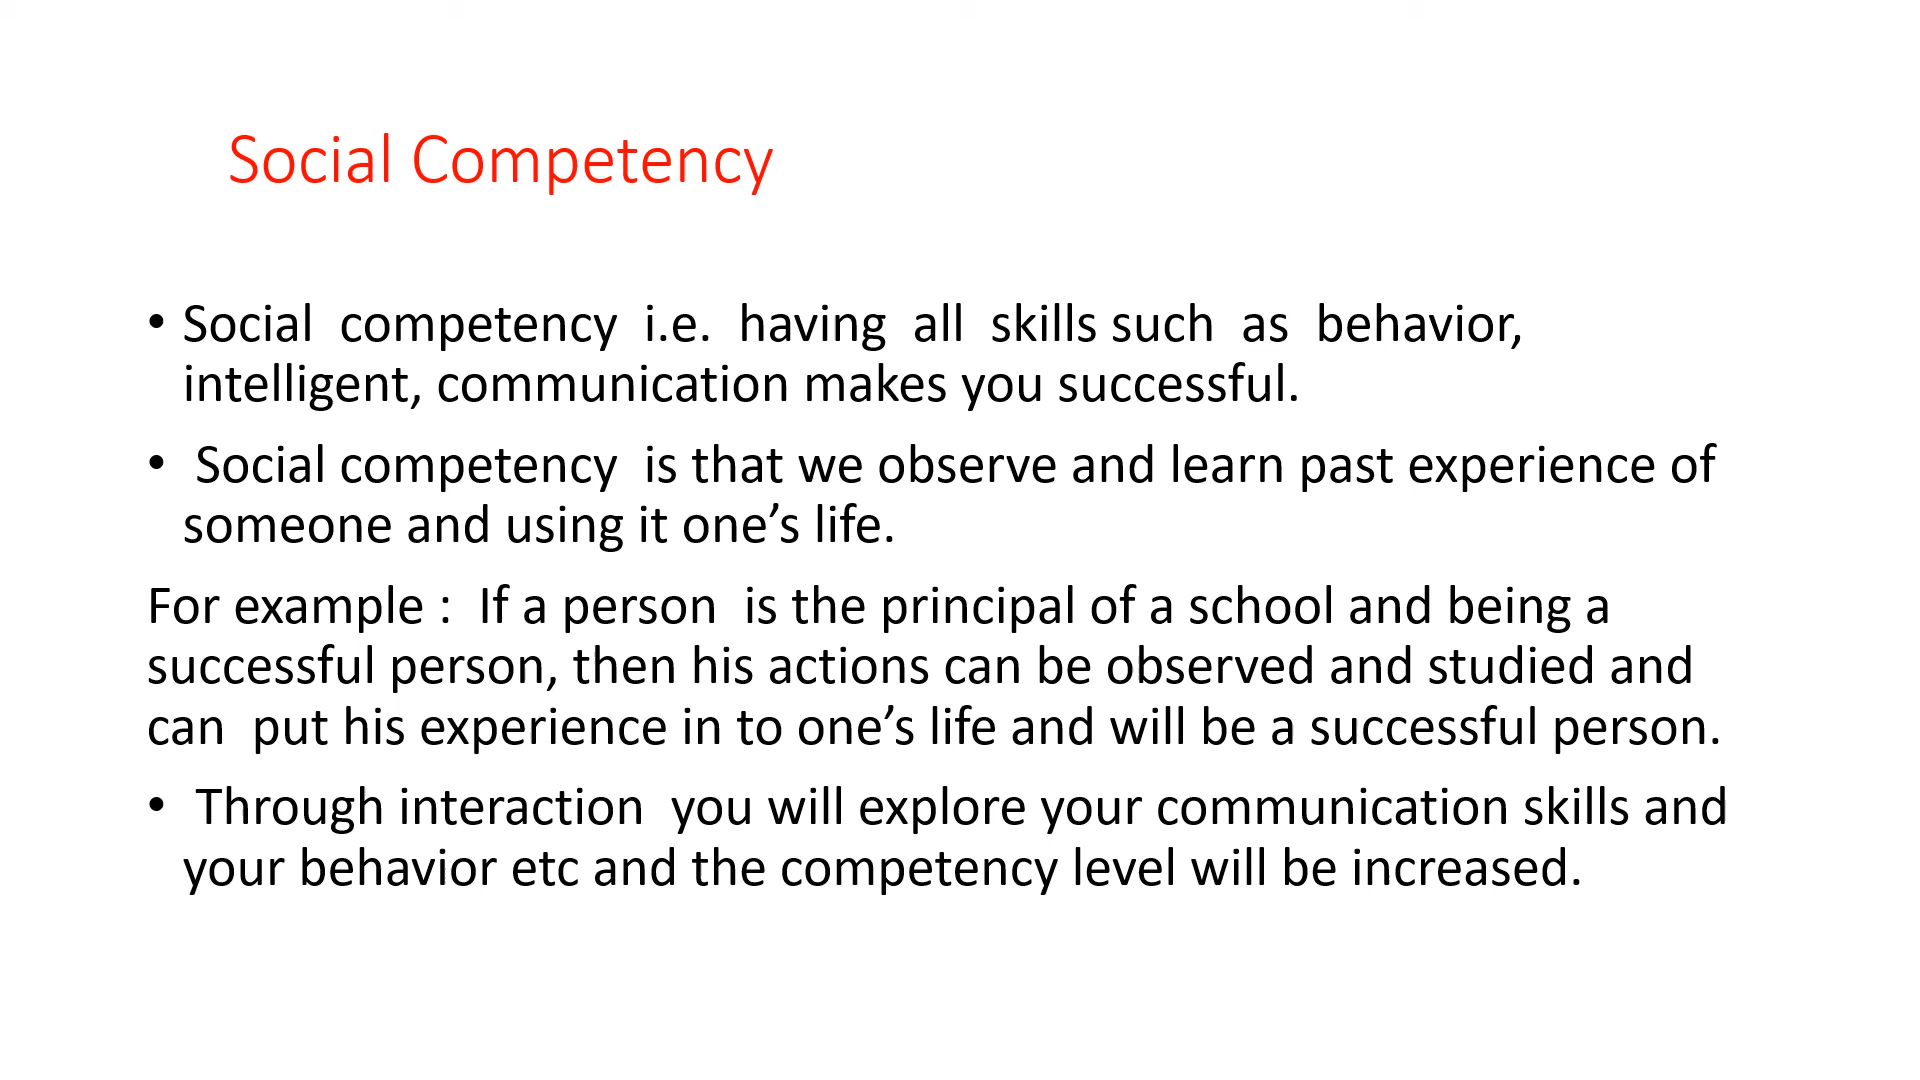 Social Competency
• Social competency i.e. having all skills such as behavior,
intelligent, communication makes you successful.
• Social competency is that we observe and learn past experience of
someone and using it one’s life.
For example : If a person is the principal of a school and being a
successful person, then his actions can be observed and studied and
can put his experience in to one’s life and will be a successful person.
• Through interaction you will explore your communication skills and
your behavior etc and the competency level will be increased.